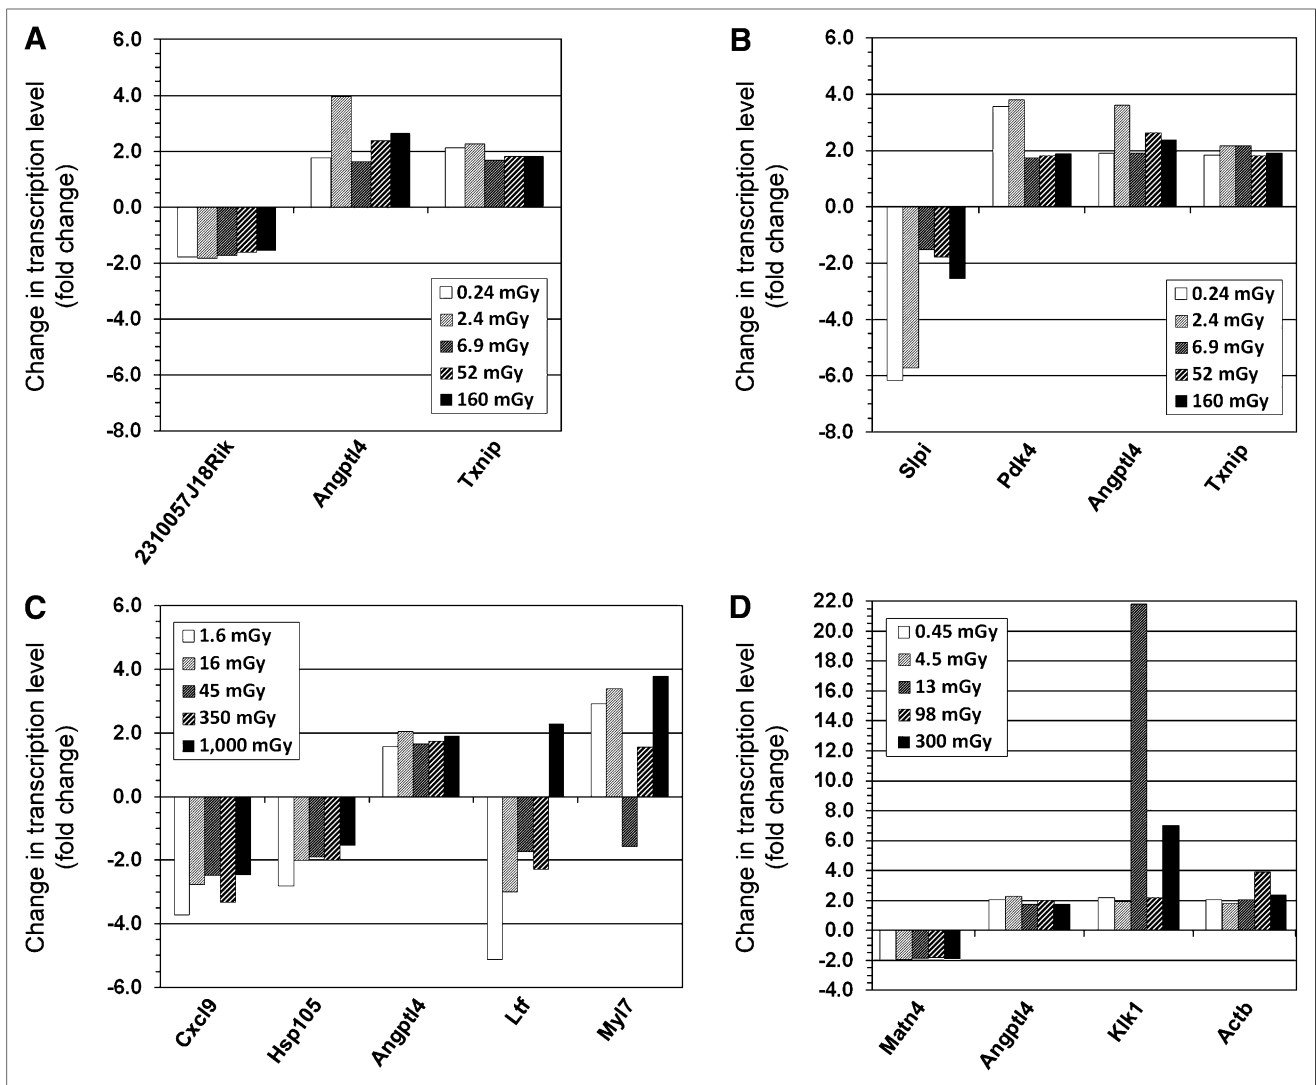 A
Change in transcription level
(fold change)
6.0
4.0
2.0
0.0
-2.0
-4.0
-6.0
-8.0
0.24 mGy
2.4 mGy
6.9 mGy
52 mGy
160 mGy
2310057J18Rik
Angptl4
Txnip
B
Change in transcription level
(fold change)
6.0
4.0
2.0
0.0
-2.0
-4.0
-6.0
-8.0
0.24 mGy
2.4 mGy
6.9 mGy
52 mGy
160 mGy
Slpi
Pdk4
Angptl4
Txnip
C
Change in transcription level
(fold change)
6.0
4.0
2.0
0.0
-2.0
-4.0
-6.0
1.6 mGy
16 mGy
45 mGy
350 mGy
1,000 mGy
Cxcl9
Hsp105
Angptl4
Ltf
Myl7
D
Change in transcription level
(fold change)
22.0
20.0
18.0
16.0
14.0
12.0
10.0
8.0
6.0
4.0
2.0
0.0
-2.0
-4.0
0.45 mGy
4.5 mGy
13 mGy
98 mGy
300 mGy
Matn4
Angptl4
Klk1
Actb